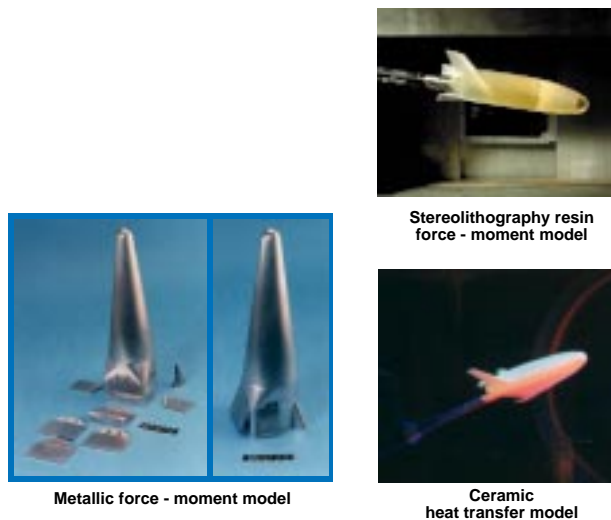 Stereolithography resin
force - moment model
Metallic force - moment model
Ceramic
heat transfer model